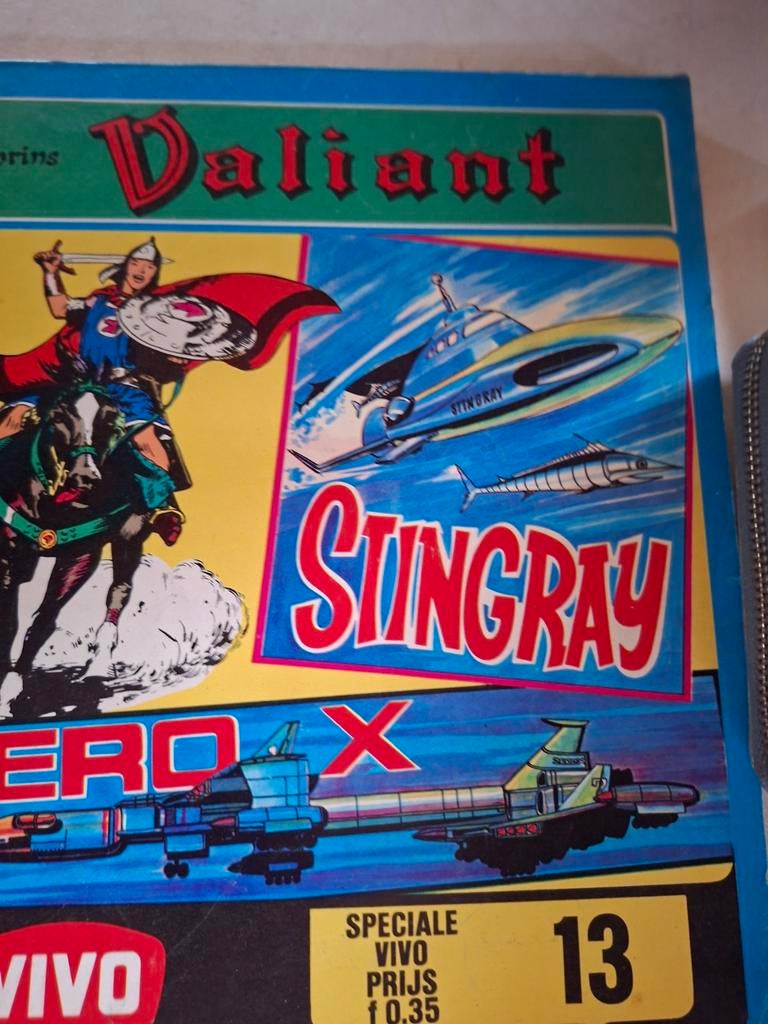 prins Valiant
STINGRAY
STINGRAY
ERO X
VIVO
SPECIALE
VIVO
PRIJS
f 0.35
13